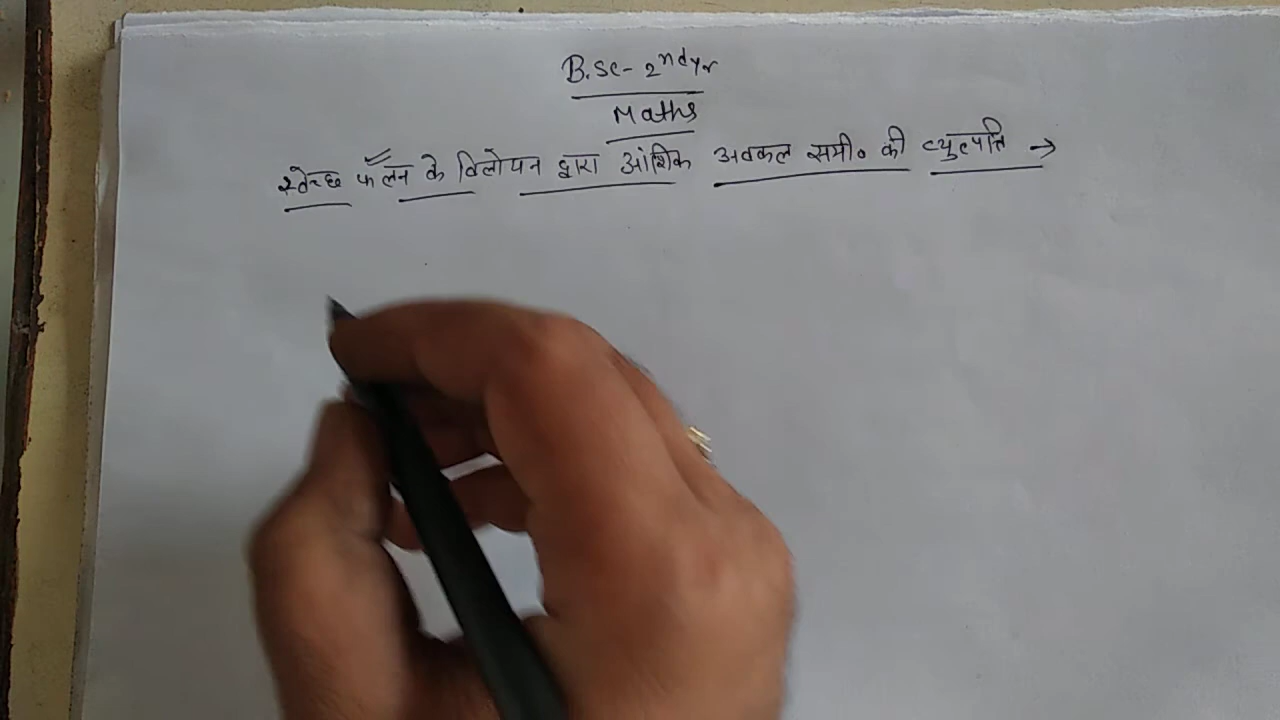 B.Sc- 2nd yr
Maths
स्वेच्छ फलन के विलोपन द्वारा आंशिक अवकल समी० की व्युत्पत्ति →